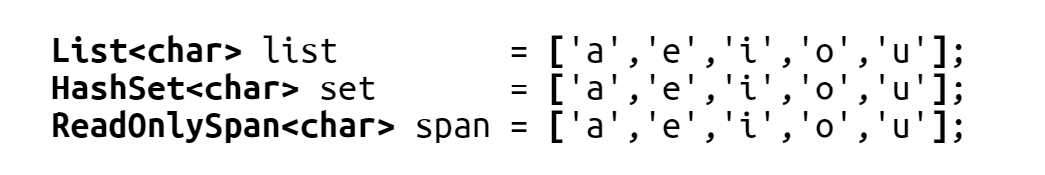 List<char> list         = ['a','e','i','o','u'];
HashSet<char> set       = ['a','e','i','o','u'];
ReadOnlySpan<char> span = ['a','e','i','o','u'];